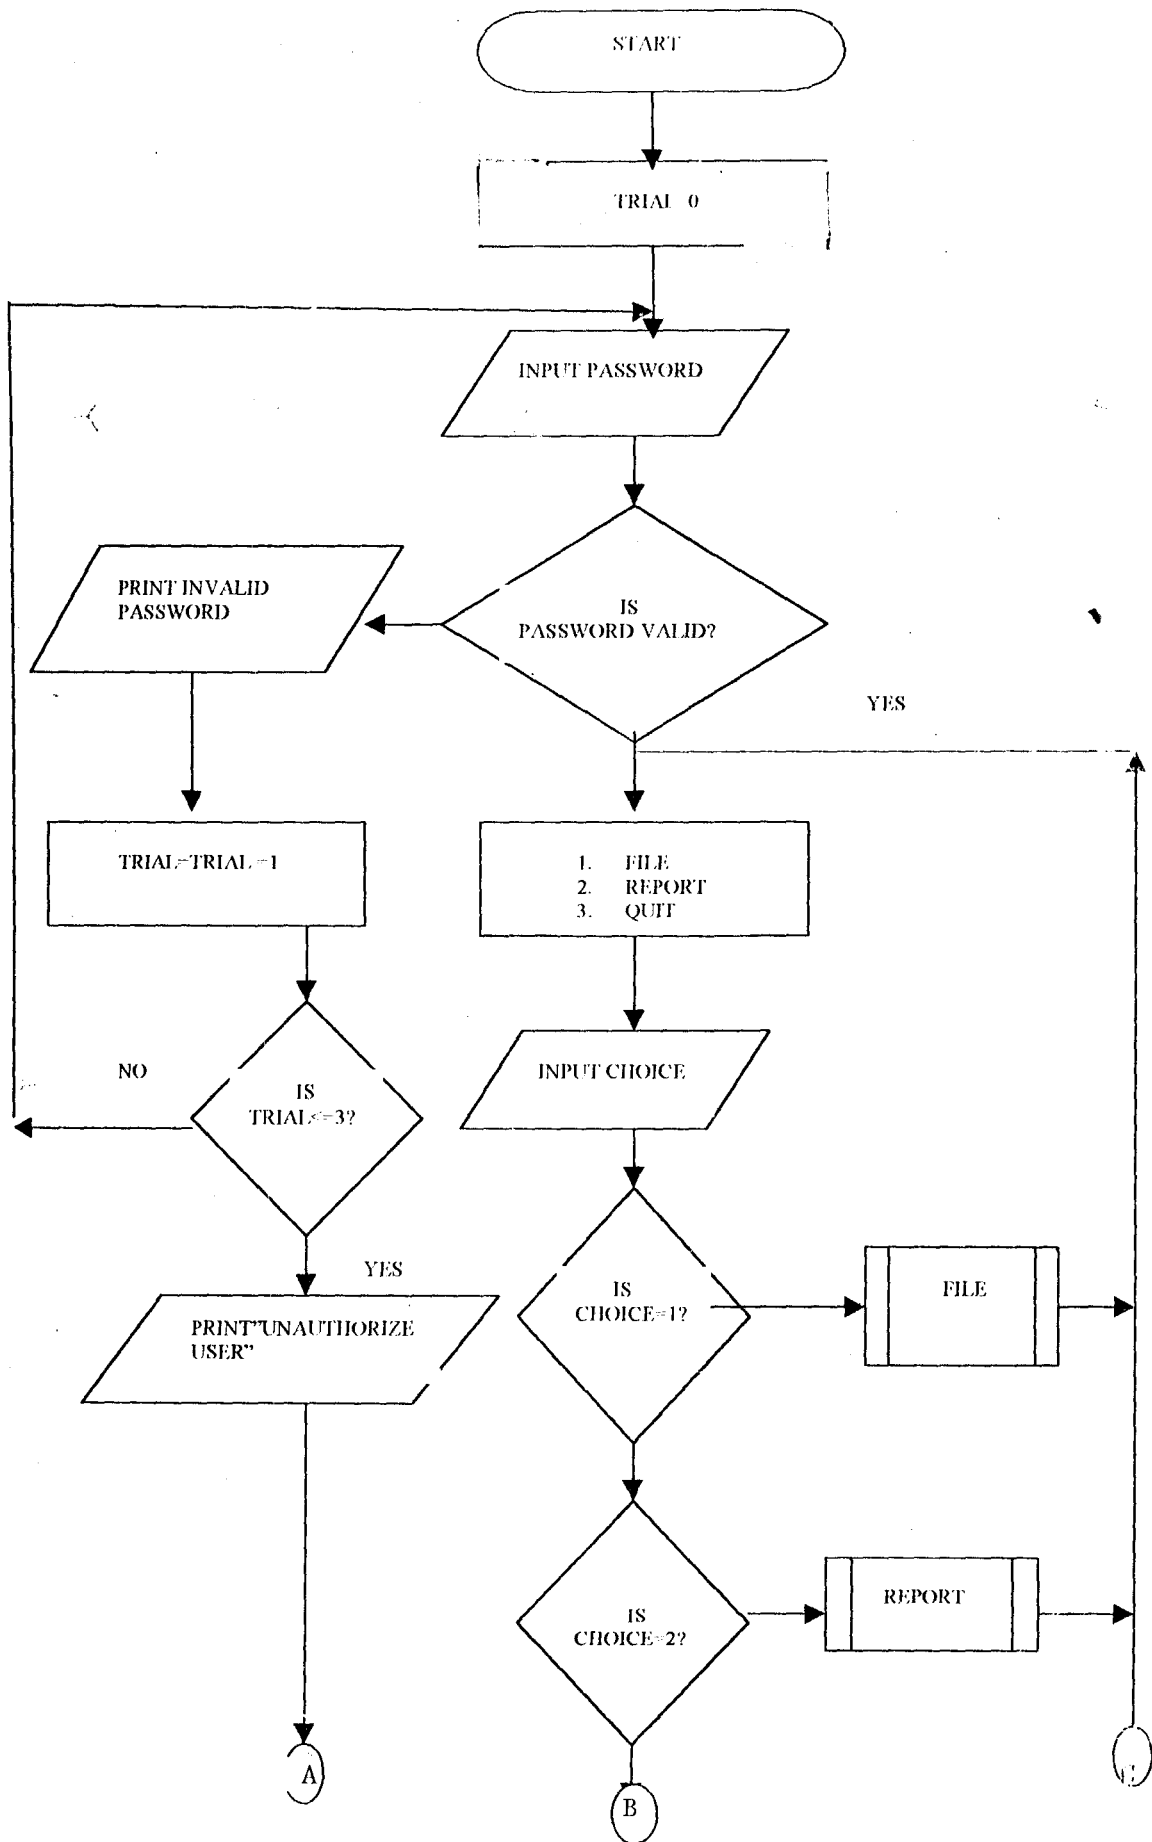 START
TRIAL 0
INPUT PASSWORD
PRINT INVALID
PASSWORD
IS
PASSWORD VALID?
YES
TRIAL=TRIAL =1
1. FILE
2. REPORT
3. QUIT
NO
IS
TRIAL<=3?
INPUT CHOICE
YES
IS
CHOICE=1?
FILE
PRINT"UNAUTHORIZE
USER"
IS
CHOICE=2?
REPORT
A
B